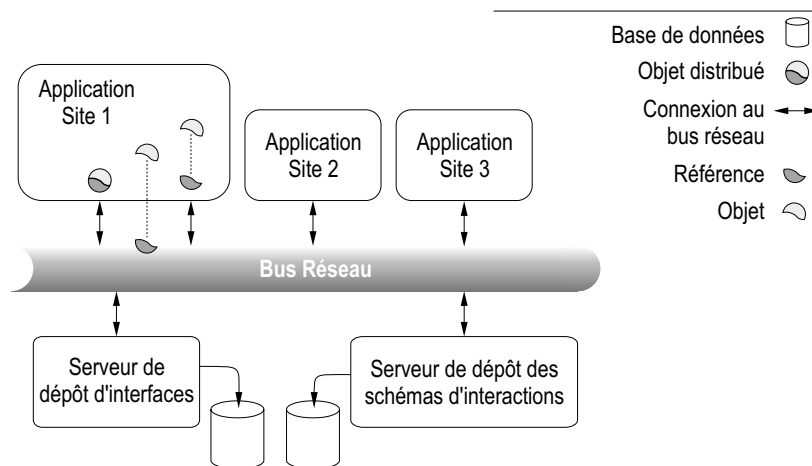 Base de données
Objet distribué
Connexion au
bus réseau
Référence
Objet
Application
Site 1
Application
Site 2
Application
Site 3
Bus Réseau
Serveur de
dépôt d'interfaces
Serveur de dépôt des
schémas d'interactions